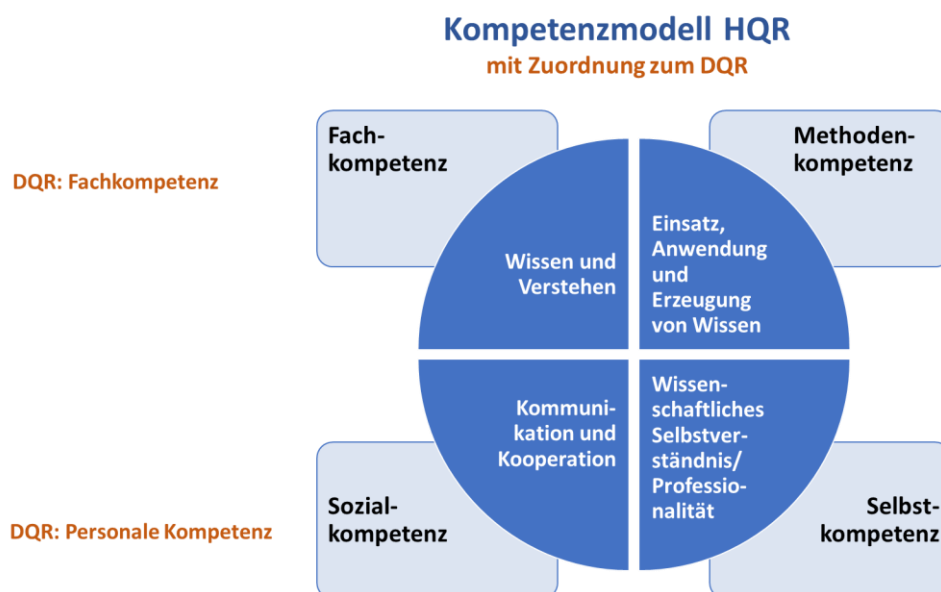 Kompetenzmodell HQR
mit Zuordnung zum DQR
DQR: Fachkompetenz
Fach-
kompetenz
Methoden-
kompetenz
Wissen und
Verstehen
Einsatz,
Anwendung
und
Erzeugung
von Wissen
Kommuni-
kation und
Kooperation
Wissen-
schaftliches
Selbstver-
ständnis/
Professio-
nalität
DQR: Personale Kompetenz
Sozial-
kompetenz
Selbst-
kompetenz